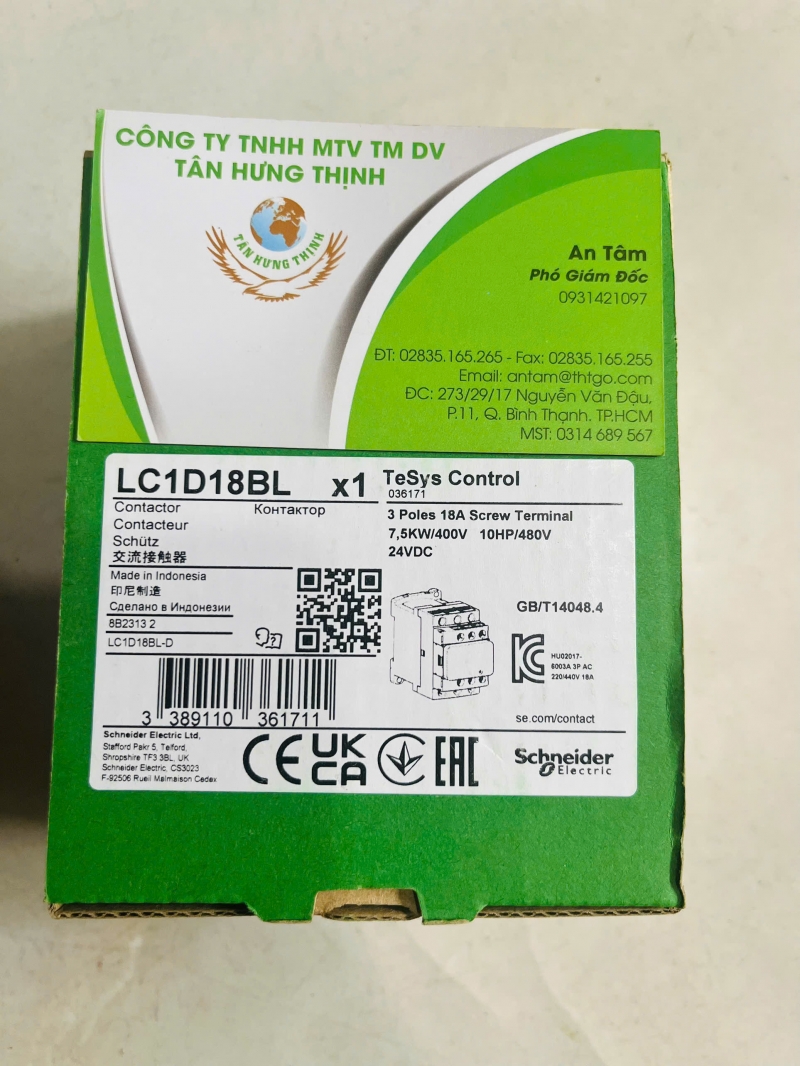 CÔNG TY TNHH MTV TM DV
TÂN HƯNG THỊNH
TÂN HƯNG THỊNH
An Tâm
Phó Giám Đốc
0931421097
ĐT: 02835.165.265 - Fax: 02835.165.255
Email: antam@thtgo.com
ĐC: 273/29/17 Nguyễn Văn Đậu,
P.11, Q. Bình Thạnh. TP.HCM
MST: 0314 689 567
LC1D18BL x1
TeSys Control
036171
Contactor Контактор
Contacteur
Schütz
交流接触器
3 Poles 18A Screw Terminal
7,5KW/400V 10HP/480V
24VDC
Made in Indonesia
印尼制造
Сделано в Индонезии
8B2313 2
LC1D18BL-D
GB/T14048.4
HU02017-
6003A 3P AC
220/440V 18A
3 389110 361711
se.com/contact
Schneider Electric Ltd,
Stafford Pakr 5, Telford,
Shropshire TF3 3BL, UK
Schneider Electric, CS3023
F-92506 Rueil Malmaison Cedex
CE UK
CA EAC
Schneider
Electric